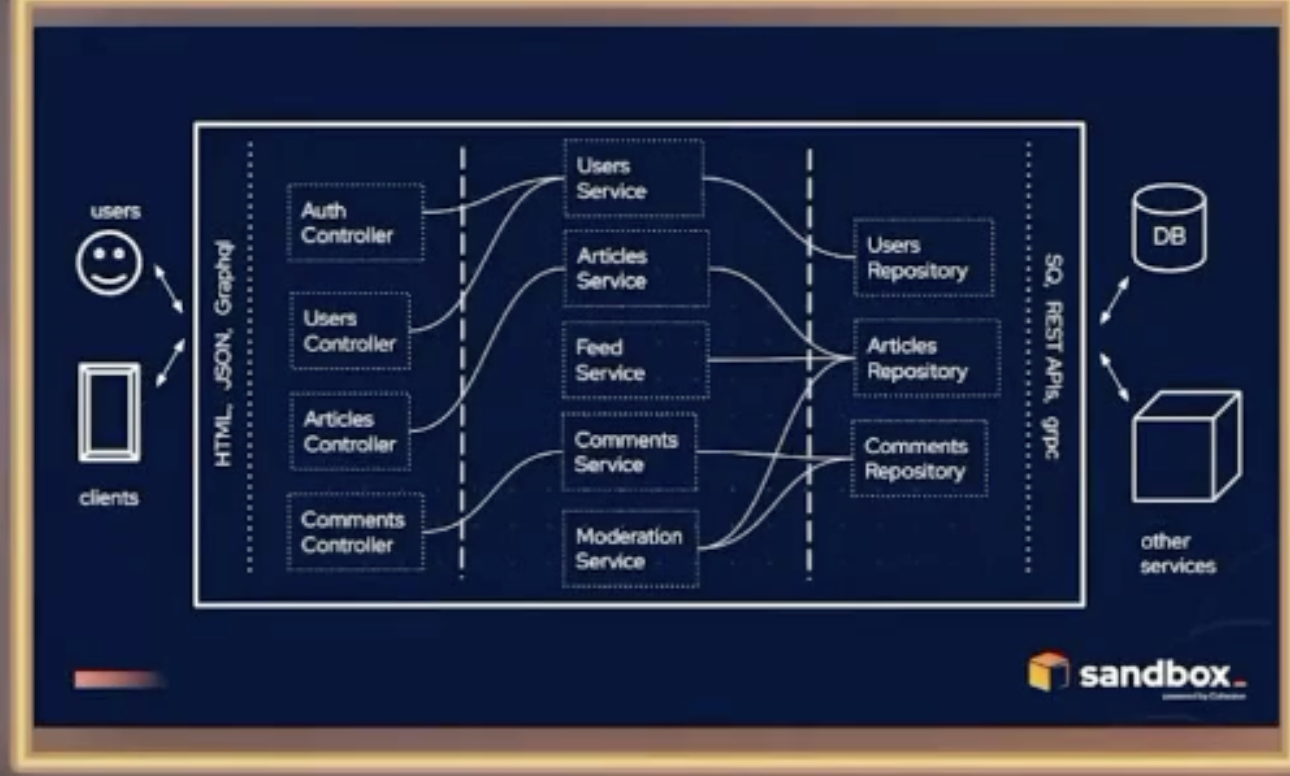 users
clients
HTML, JSON, Graphql
Auth
Controller
Users
Controller
Articles
Controller
Comments
Controller
Users
Service
Articles
Service
Feed
Service
Comments
Service
Moderation
Service
Users
Repository
Articles
Repository
Comments
Repository
SQ, REST APIs, grpc
DB
other
services
sandbox_
powered by